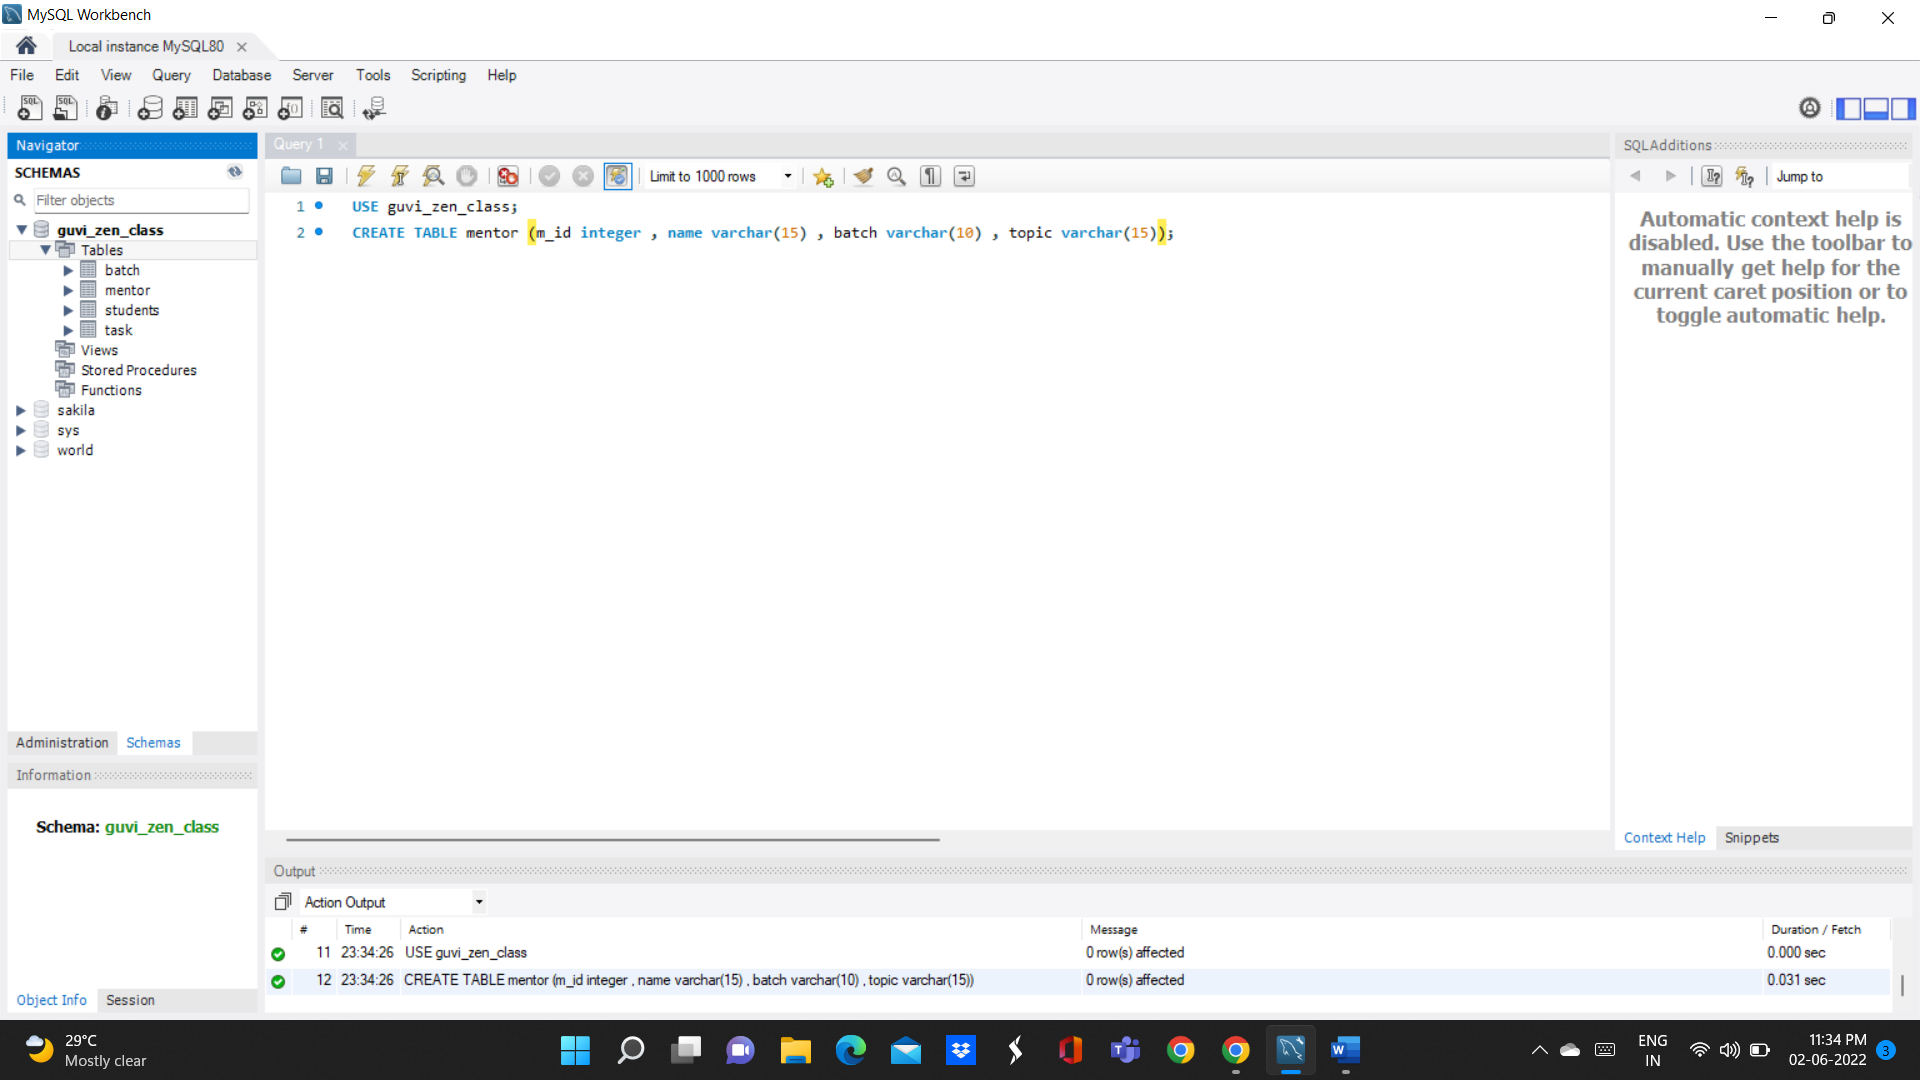 MySQL Workbench
Local instance MySQL80
File Edit View Query Database Server Tools Scripting Help
Navigator
SCHEMAS
Filter objects
guvi_zen_class
Tables
batch
mentor
students
task
Views
Stored Procedures
Functions
sakila
sys
world
Administration Schemas
Information
Schema: guvi_zen_class
Object Info Session
Query 1
Limit to 1000 rows
1 USE guvi_zen_class;
2 CREATE TABLE mentor (m_id integer , name varchar(15) , batch varchar(10) , topic varchar(15));
SQLAdditions
Jump to
Automatic context help is
disabled. Use the toolbar to
manually get help for the
current caret position or to
toggle automatic help.
Context Help Snippets
Output
Action Output
# Time Action Message Duration / Fetch
11 23:34:26 USE guvi_zen_class 0 row(s) affected 0.000 sec
12 23:34:26 CREATE TABLE mentor (m_id integer , name varchar(15) , batch varchar(10) , topic varchar(15)) 0 row(s) affected 0.031 sec
29°C
Mostly clear
ENG
IN
11:34 PM
02-06-2022
3